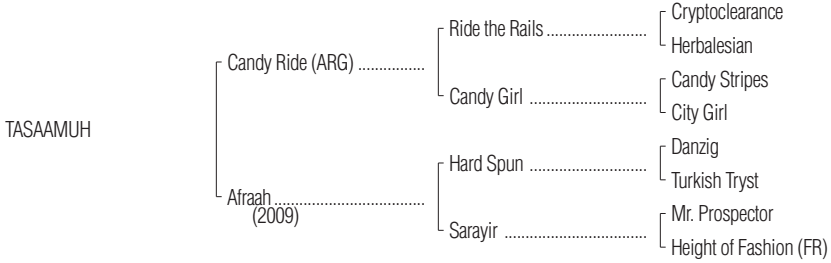 TASAAMUH
Candy Ride (ARG) ................
Ride the Rails ........................
Cryptoclearance
Herbalesian
Candy Girl ............................
Candy Stripes
City Girl
Afraah ....................................
(2009)
Hard Spun ............................
Danzig
Turkish Tryst
Sarayir ..................................
Mr. Prospector
Height of Fashion (FR)